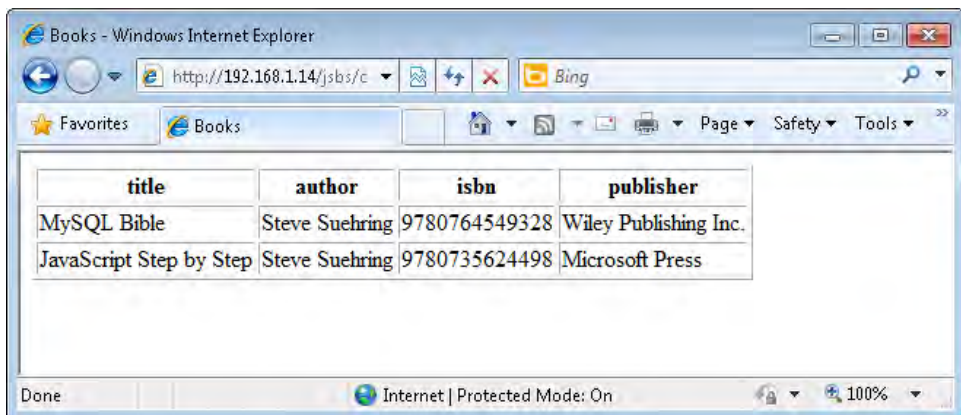 Books - Windows Internet Explorer
http://192.168.1.14/jsbs/c Bing
Favorites Books Page Safety Tools
title author isbn publisher
MySQL Bible Steve Suehring 9780764549328 Wiley Publishing Inc.
JavaScript Step by Step Steve Suehring 9780735624498 Microsoft Press
Done Internet | Protected Mode: On 100%